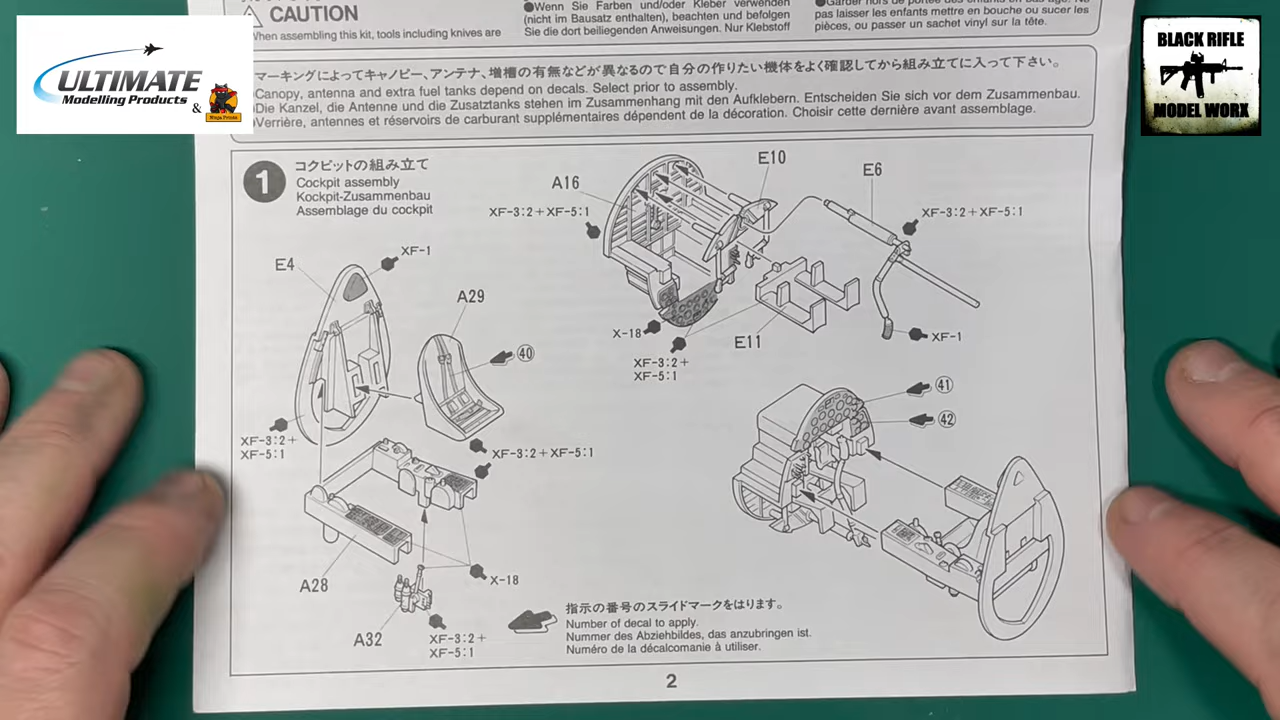 CAUTION
When assembling this kit, tools including knives are
●Wenn Sie Farben und/oder Kleber verwenden
(nicht im Bausatz enthalten), beachten und befolgen
Sie die dort beiliegenden Anweisungen. Nur Klebstoff
pas laisser les enfants mettre en bouche ou sucer les
pièces, ou passer un sachet vinyl sur la tête.
ULTIMATE
Modelling Products
&
Ninja Prints
BLACK RIFLE
MODEL WORX
マーキングによってキャノピー、アンテナ、増槽の有無などが異なるので自分の作りたい機体をよく確認してから組み立てに入って下さい。
Canopy, antenna and extra fuel tanks depend on decals. Select prior to assembly.
Die Kanzel, die Antenne und die Zusatztanks stehen im Zusammenhang mit den Aufklebern. Entscheiden Sie sich vor dem Zusammenbau.
Verrière, antennes et réservoirs de carburant supplémentaires dépendent de la décoration. Choisir cette dernière avant assemblage.
1
コクピットの組み立て
Cockpit assembly
Kockpit-Zusammenbau
Assemblage du cockpit
E10
A16
E6
XF-3:2+XF-5:1
XF-3:2+XF-5:1
XF-1
E4
A29
40
X-18
E11
XF-1
XF-3:2+
XF-5:1
41
42
XF-3:2+
XF-5:1
XF-3:2+XF-5:1
A28
X-18
A32
XF-3:2+
XF-5:1
指示の番号のスライドマークをはります。
Number of decal to apply.
Nummer des Abziehbildes, das anzubringen ist.
Numéro de la décalcomanie à utiliser.
2